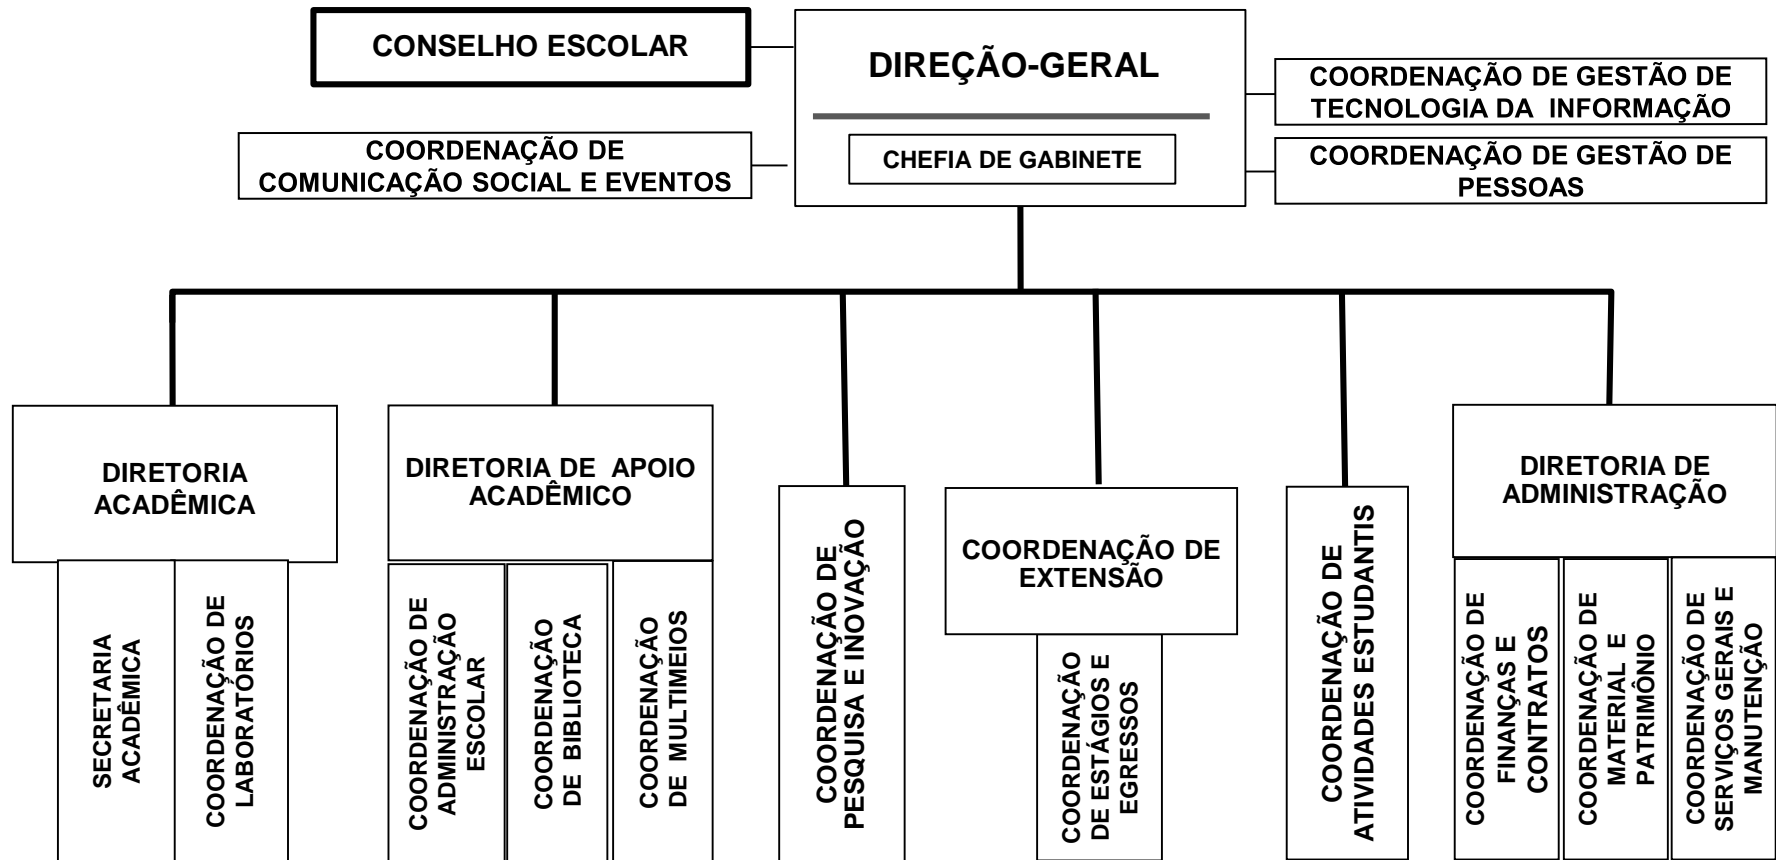 CONSELHO ESCOLAR
DIREÇÃO-GERAL
COORDENAÇÃO DE GESTÃO DE
TECNOLOGIA DA INFORMAÇÃO
COORDENAÇÃO DE
COMUNICAÇÃO SOCIAL E EVENTOS
CHEFIA DE GABINETE
COORDENAÇÃO DE GESTÃO DE
PESSOAS
DIRETORIA
ACADÊMICA
DIRETORIA DE APOIO
ACADÊMICO
COORDENAÇÃO DE
PESQUISA E INOVAÇÃO
COORDENAÇÃO DE
EXTENSÃO
COORDENAÇÃO DE
ATIVIDADES ESTUDANTIS
DIRETORIA DE
ADMINISTRAÇÃO
SECRETARIA
ACADÊMICA
COORDENAÇÃO DE
LABORATÓRIOS
COORDENAÇÃO DE
ADMINISTRAÇÃO
ESCOLAR
COORDENAÇÃO
DE BIBLIOTECA
COORDENAÇÃO
DE MULTIMEIOS
COORDENAÇÃO
DE ESTÁGIOS E
EGRESSOS
COORDENAÇÃO DE
FINANÇAS E
CONTRATOS
COORDENAÇÃO DE
MATERIAL E
PATRIMÔNIO
COORDENAÇÃO DE
SERVIÇOS GERAIS E
MANUTENÇÃO